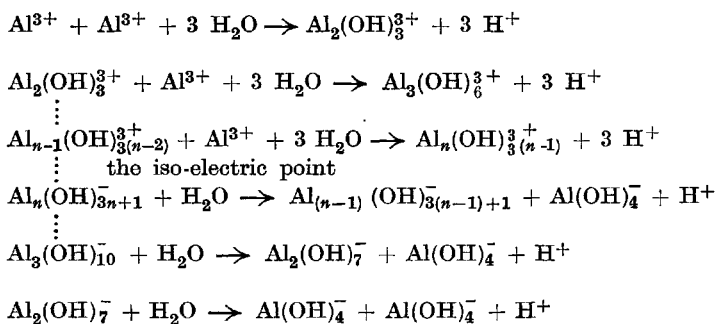 Al³⁺ + Al³⁺ + 3 H₂O → Al₂(OH)₃³⁺ + 3 H⁺
Al₂(OH)₃³⁺ + Al³⁺ + 3 H₂O → Al₃(OH)₆³⁺ + 3 H⁺
Alₙ₋₁(OH)₃₍ₙ₋₂₎³⁺ + Al³⁺ + 3 H₂O → Alₙ(OH)₃₍ₙ₋₁₎³⁺ + 3 H⁺
the iso-electric point
Alₙ(OH)₃ₙ₊₁⁻ + H₂O → Al₍ₙ₋₁₎ (OH)₃₍ₙ₋₁₎₊₁⁻ + Al(OH)₄⁻ + H⁺
Al₃(OH)₁₀⁻ + H₂O → Al₂(OH)₇⁻ + Al(OH)₄⁻ + H⁺
Al₂(OH)₇⁻ + H₂O → Al(OH)₄⁻ + Al(OH)₄⁻ + H⁺